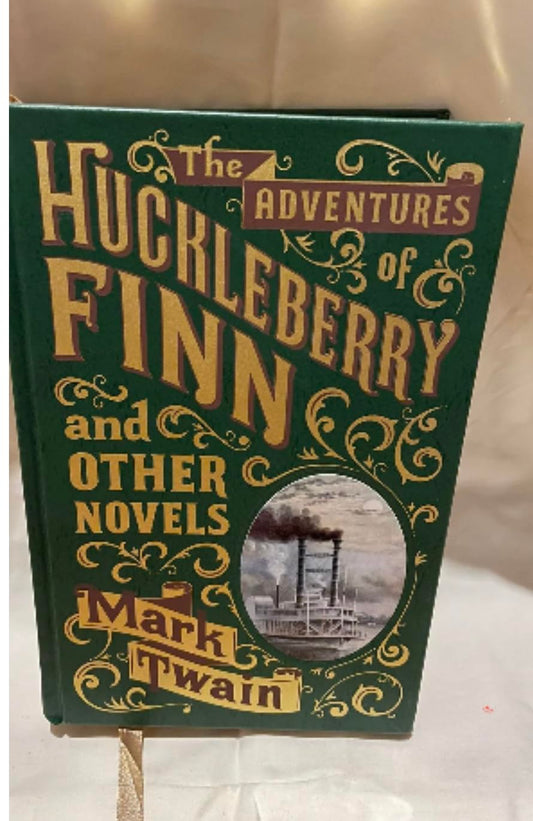 The
ADVENTURES
of
HUCKLEBERRY
FINN
and
OTHER
NOVELS
Mark
Twain